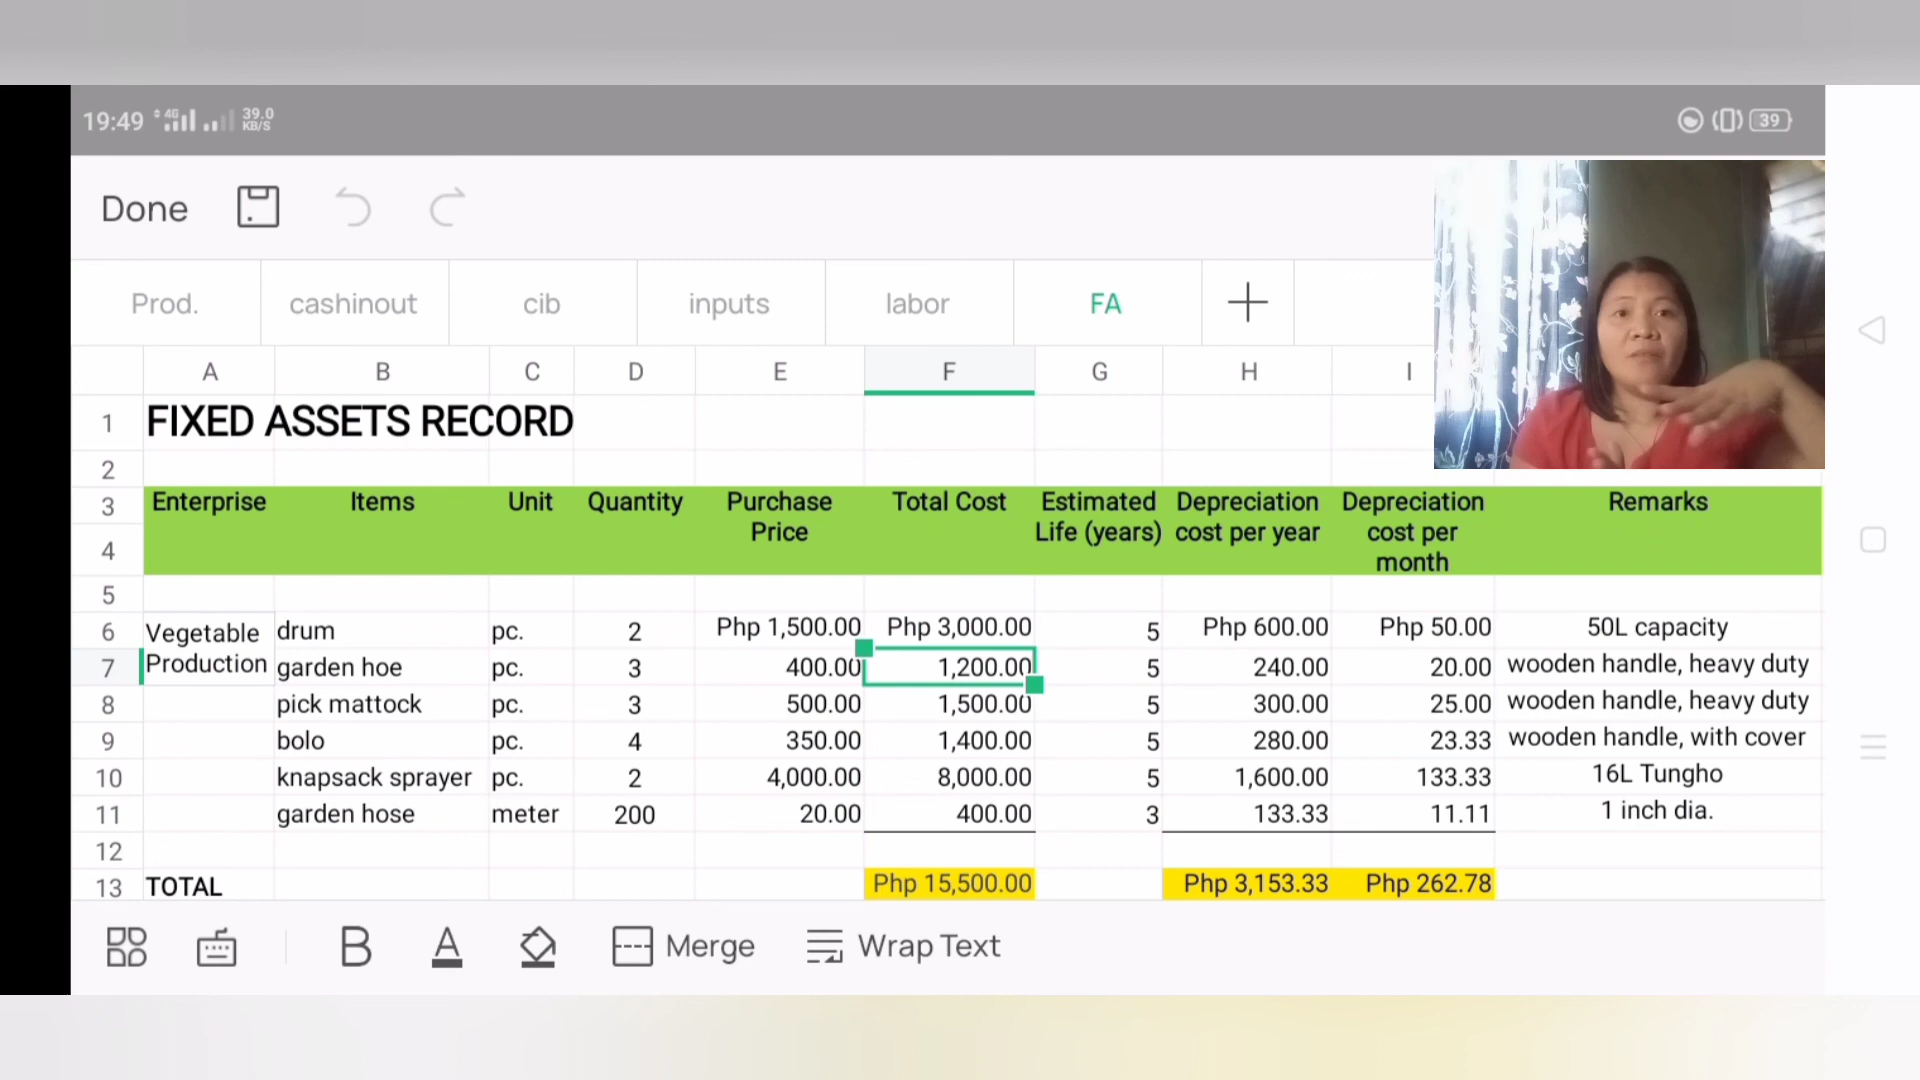 19:49 4G 39.0 KB/S 39
Done
Prod. cashinout cib inputs labor FA
A B C D E F G H I
1 FIXED ASSETS RECORD
2
3 Enterprise Items Unit Quantity Purchase Total Cost Estimated Depreciation Depreciation Remarks
Price Life (years) cost per year cost per
4 month
5
6 Vegetable drum pc. 2 Php 1,500.00 Php 3,000.00 5 Php 600.00 Php 50.00 50L capacity
7 Production garden hoe pc. 3 400.00 1,200.00 5 240.00 20.00 wooden handle, heavy duty
8 pick mattock pc. 3 500.00 1,500.00 5 300.00 25.00 wooden handle, heavy duty
9 bolo pc. 4 350.00 1,400.00 5 280.00 23.33 wooden handle, with cover
10 knapsack sprayer pc. 2 4,000.00 8,000.00 5 1,600.00 133.33 16L Tungho
11 garden hose meter 200 20.00 400.00 3 133.33 11.11 1 inch dia.
12
13 TOTAL Php 15,500.00 Php 3,153.33 Php 262.78
B A Merge Wrap Text